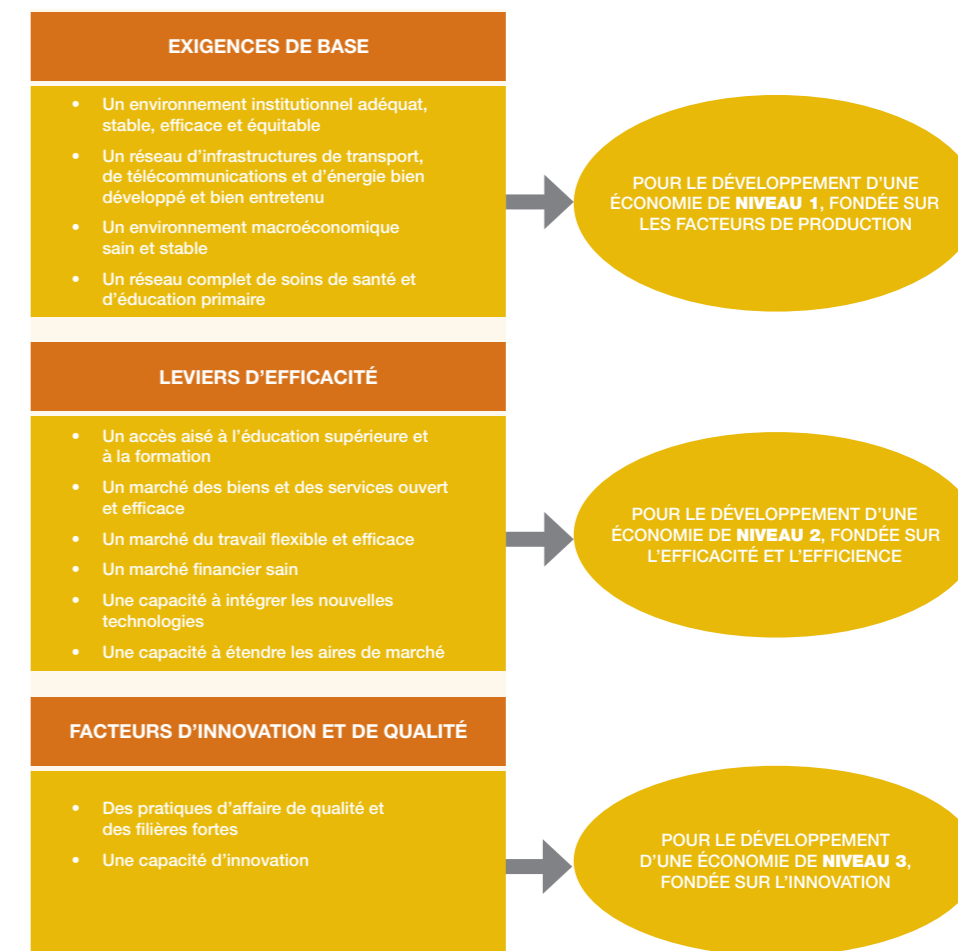 EXIGENCES DE BASE
• Un environnement institutionnel adéquat,
stable, efficace et équitable
• Un réseau d'infrastructures de transport,
de télécommunications et d'énergie bien
développé et bien entretenu
• Un environnement macroéconomique
sain et stable
• Un réseau complet de soins de santé et
d'éducation primaire
POUR LE DÉVELOPPEMENT D'UNE
ÉCONOMIE DE NIVEAU 1, FONDÉE SUR
LES FACTEURS DE PRODUCTION
LEVIERS D'EFFICACITÉ
• Un accès aisé à l'éducation supérieure et
à la formation
• Un marché des biens et des services ouvert
et efficace
• Un marché du travail flexible et efficace
• Un marché financier sain
• Une capacité à intégrer les nouvelles
technologies
• Une capacité à étendre les aires de marché
POUR LE DÉVELOPPEMENT D'UNE
ÉCONOMIE DE NIVEAU 2, FONDÉE SUR
L'EFFICACITÉ ET L'EFFICIENCE
FACTEURS D'INNOVATION ET DE QUALITÉ
• Des pratiques d'affaire de qualité et
des filières fortes
• Une capacité d'innovation
POUR LE DÉVELOPPEMENT
D'UNE ÉCONOMIE DE NIVEAU 3,
FONDÉE SUR L'INNOVATION